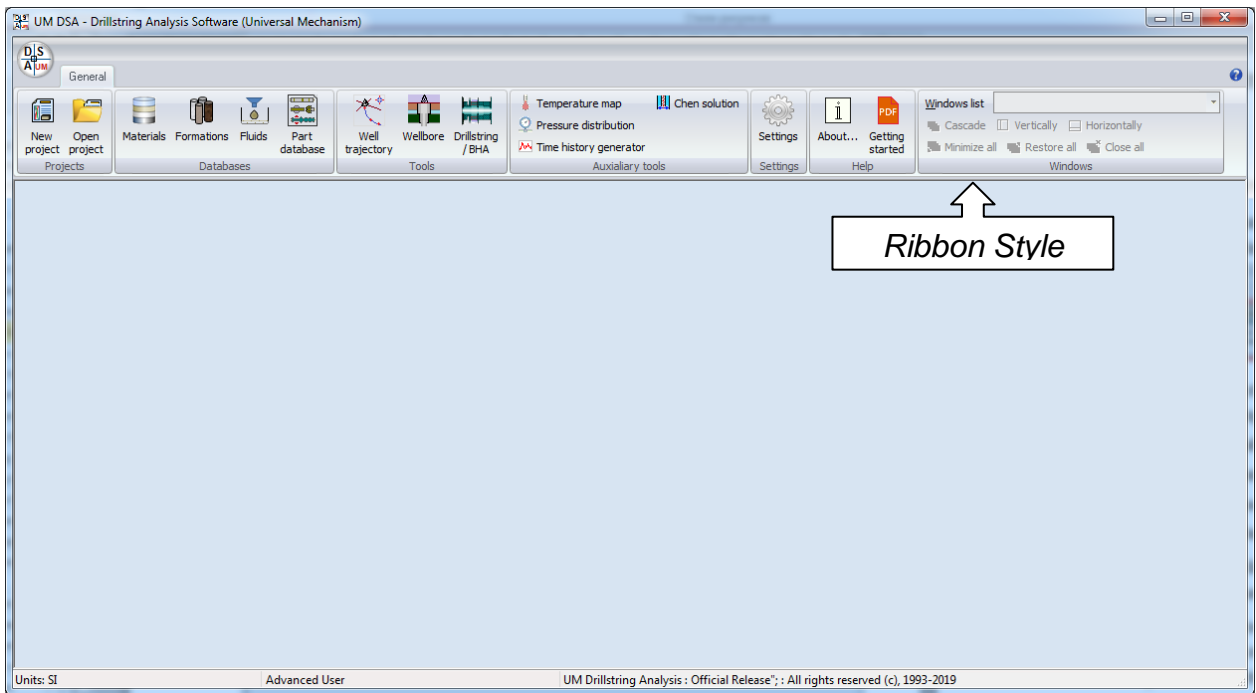 UM DSA - Drillstring Analysis Software (Universal Mechanism)
D S
A UM
General
New project
Open project
Projects
Materials
Formations
Fluids
Part database
Databases
Well trajectory
Wellbore
Drillstring / BHA
Tools
Temperature map
Chen solution
Pressure distribution
Time history generator
Auxialiary tools
Settings
Settings
i
About...
PDF
Getting started
Help
Windows list
Cascade
Vertically
Horizontally
Minimize all
Restore all
Close all
Windows
Ribbon Style
Units: SI
Advanced User
UM Drillstring Analysis : Official Release"; : All rights reserved (c), 1993-2019